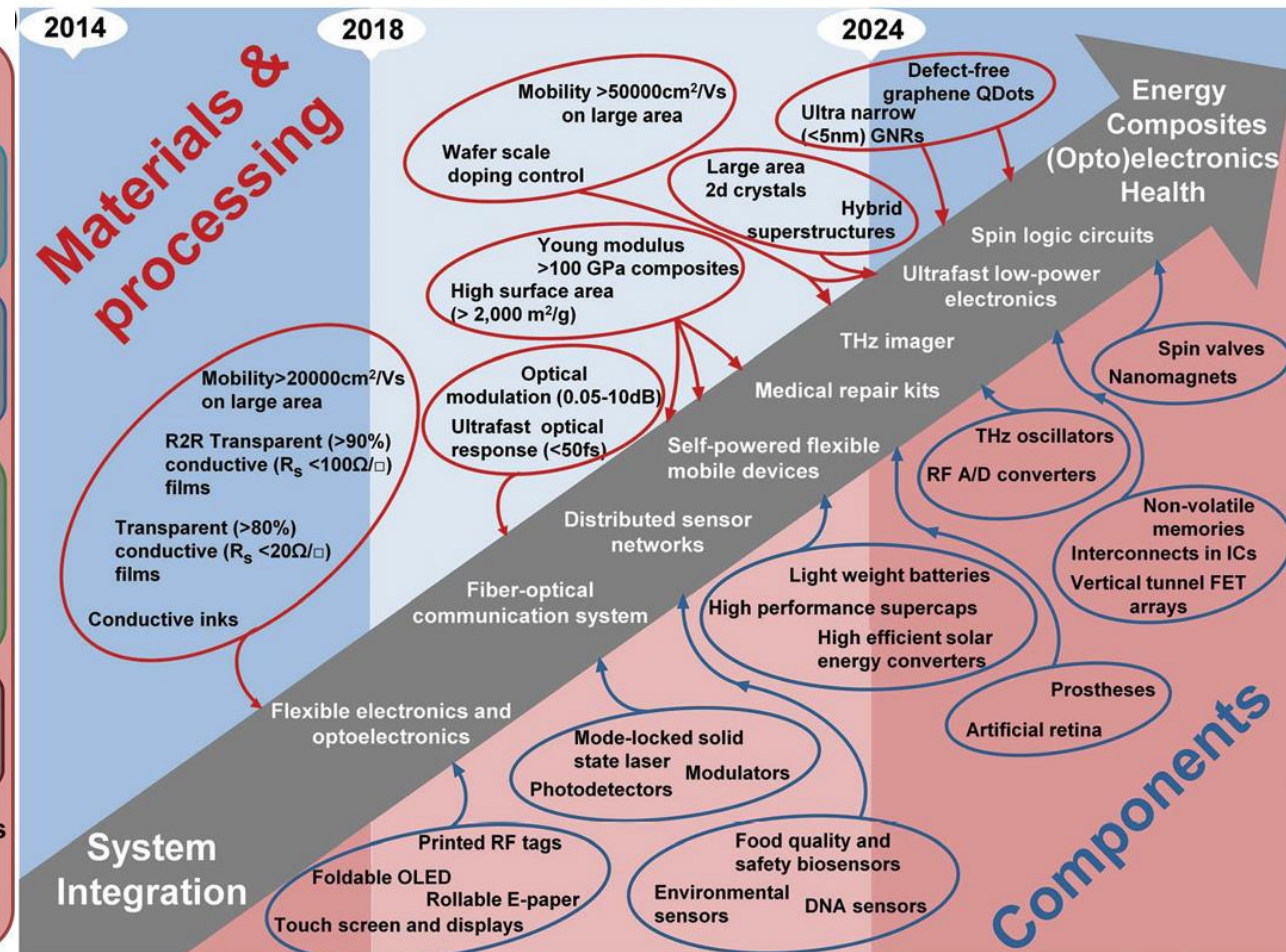 2014
2018
2024
Materials &
processing
Mobility >50000cm²/Vs
on large area
Wafer scale
doping control
Defect-free
graphene QDots
Ultra narrow
(<5nm) GNRs
Large area
2d crystals
Hybrid
superstructures
Young modulus
>100 GPa composites
High surface area
(> 2,000 m²/g)
Optical
modulation (0.05-10dB)
Ultrafast optical
response (<50fs)
Mobility>20000cm²/Vs
on large area
R2R Transparent (>90%)
conductive (Rs <100Ω/□)
films
Transparent (>80%)
conductive (Rs <20Ω/□)
films
Conductive inks
Energy
Composites
(Opto)electronics
Health
Spin logic circuits
Ultrafast low-power
electronics
THz imager
Medical repair kits
Self-powered flexible
mobile devices
Distributed sensor
networks
Fiber-optical
communication system
Flexible electronics and
optoelectronics
System
Integration
Spin valves
Nanomagnets
THz oscillators
RF A/D converters
Non-volatile
memories
Interconnects in ICs
Vertical tunnel FET
arrays
Light weight batteries
High performance supercaps
High efficient solar
energy converters
Prostheses
Artificial retina
Mode-locked solid
state laser
Modulators
Photodetectors
Printed RF tags
Foldable OLED
Rollable E-paper
Touch screen and displays
Food quality and
safety biosensors
Environmental
sensors
DNA sensors
Components
s